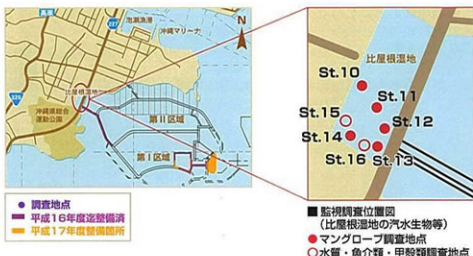 高原
227
泡瀬漁港
沖縄マリーナ
N
比屋根湿地
329
沖縄県総合
運動公園
第Ⅱ区域
第Ⅰ区域
●調査地点
平成16年度迄整備済
平成17年度整備箇所
比屋根湿地
St.10
St.11
St.15
St.12
St.14
St.16
St.13
■監視調査位置図
(比屋根湿地の汽水生物等)
●マングローブ調査地点
○水質・魚介類・甲殻類調査地点